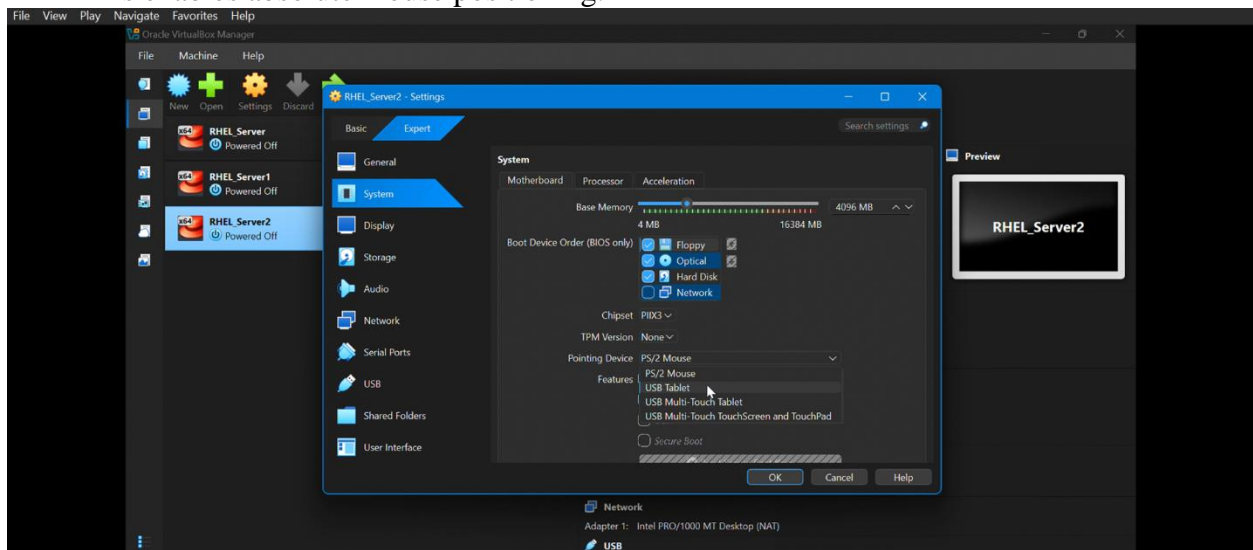 File View Play Navigate Favorites Help
Oracle VirtualBox Manager
File Machine Help
New Open Settings Discard
x64 RHEL_Server
Powered Off
x64 RHEL_Server1
Powered Off
x64 RHEL_Server2
Powered Off
RHEL_Server2 - Settings
Basic Expert
Search settings
General
System
Display
Storage
Audio
Network
Serial Ports
USB
Shared Folders
User Interface
System
Motherboard Processor Acceleration
Base Memory 4096 MB
4 MB 16384 MB
Boot Device Order (BIOS only) Floppy
Optical
Hard Disk
Network
Chipset PIIX3
TPM Version None
Pointing Device PS/2 Mouse
PS/2 Mouse
Features
USB Tablet
USB Multi-Touch Tablet
USB Multi-Touch TouchScreen and TouchPad
Secure Boot
OK Cancel Help
Preview
RHEL_Server2
Network
Adapter 1: Intel PRO/1000 MT Desktop (NAT)
USB